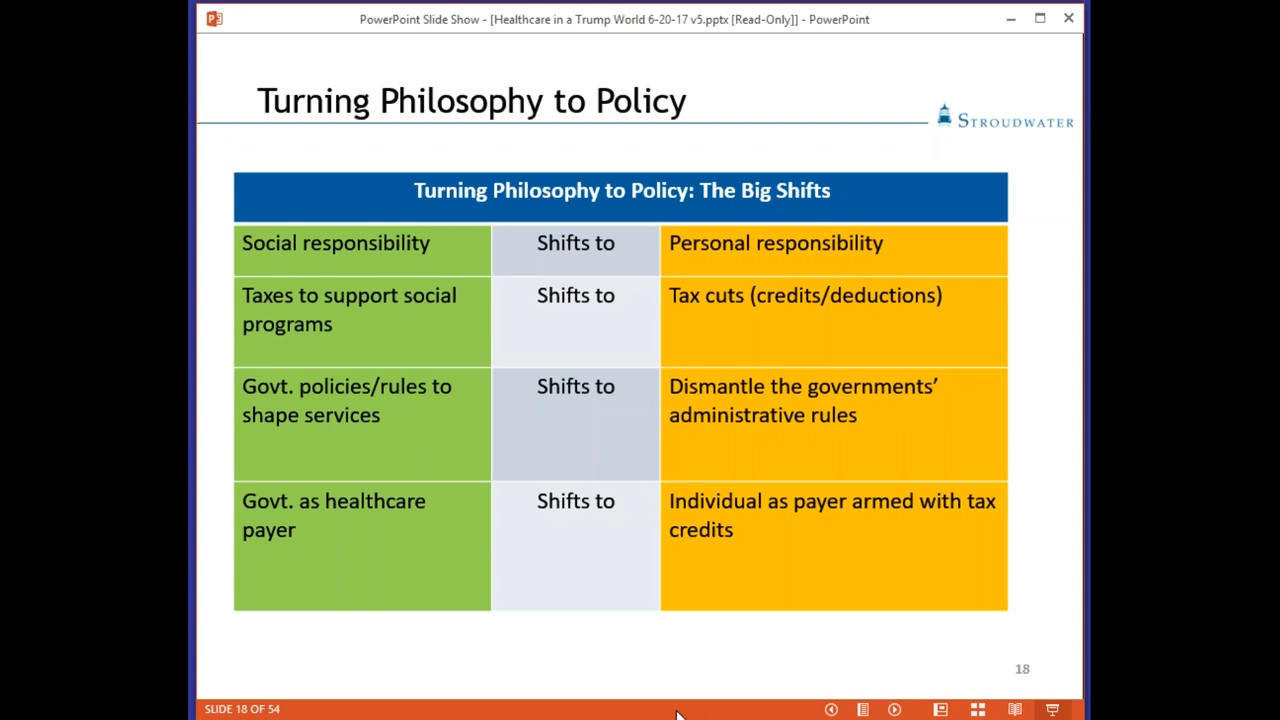 PowerPoint Slide Show - [Healthcare in a Trump World 6-20-17 v5.pptx [Read-Only]] - PowerPoint
Turning Philosophy to Policy
STROUDWATER
Turning Philosophy to Policy: The Big Shifts
Social responsibility
Shifts to
Personal responsibility
Taxes to support social
programs
Shifts to
Tax cuts (credits/deductions)
Govt. policies/rules to
shape services
Shifts to
Dismantle the governments’
administrative rules
Govt. as healthcare
payer
Shifts to
Individual as payer armed with tax
credits
18
SLIDE 18 OF 54